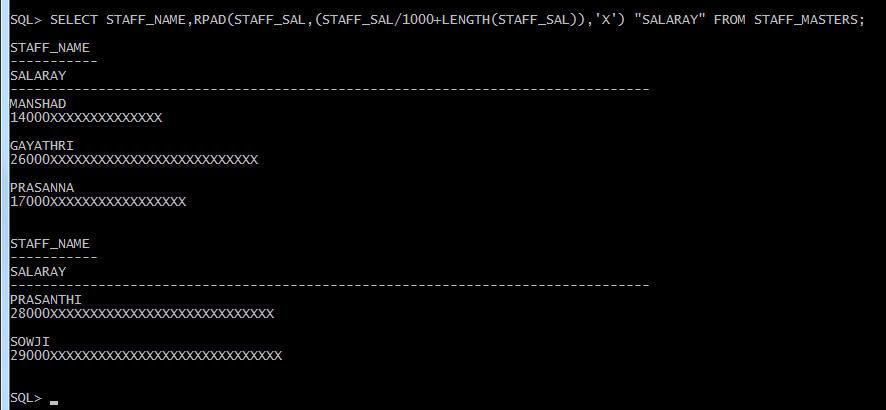 SQL> SELECT STAFF_NAME,RPAD(STAFF_SAL,(STAFF_SAL/1000+LENGTH(STAFF_SAL)),'X') "SALARAY" FROM STAFF_MASTERS;
STAFF_NAME
-----------
SALARAY
--------------------------------------------------------------------------------
MANSHAD
14000XXXXXXXXXXXXXX
GAYATHRI
26000XXXXXXXXXXXXXXXXXXXXXXXXXX
PRASANNA
17000XXXXXXXXXXXXXXXXX
STAFF_NAME
-----------
SALARAY
--------------------------------------------------------------------------------
PRASANTHI
28000XXXXXXXXXXXXXXXXXXXXXXXXXXXX
SOWJI
29000XXXXXXXXXXXXXXXXXXXXXXXXXXXXX
SQL> _